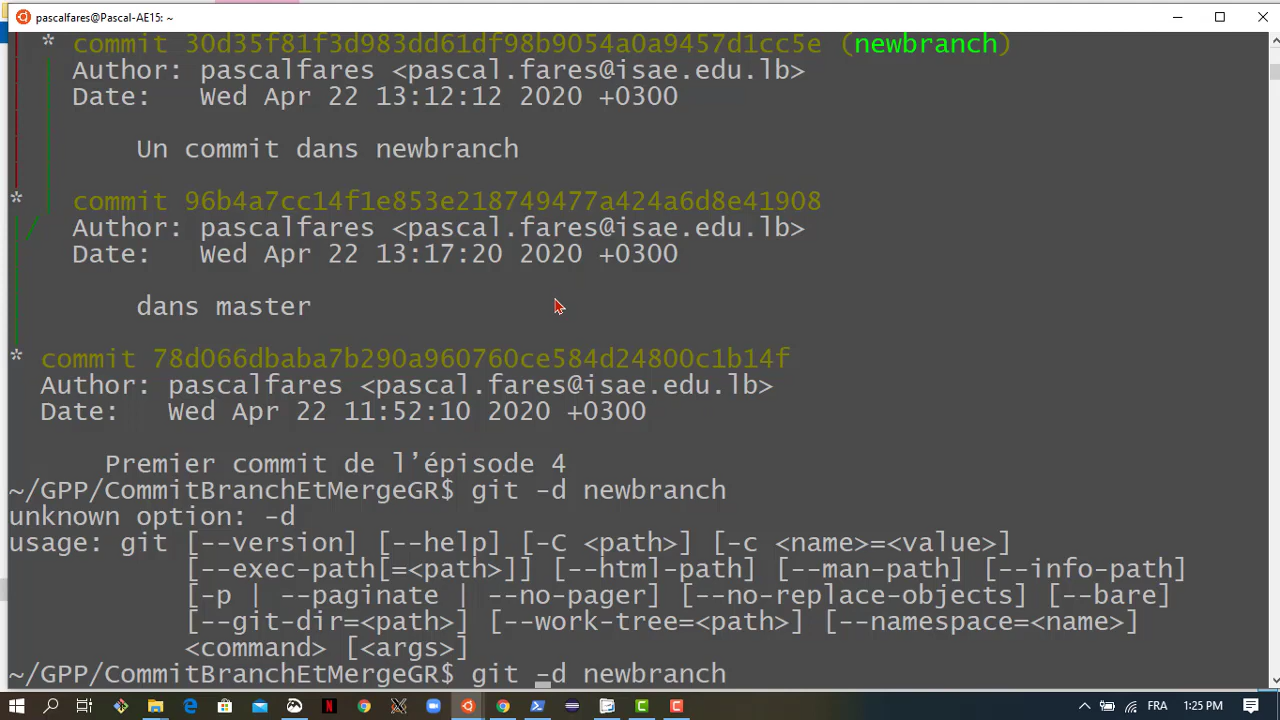 pascalfares@Pascal-AE15: ~
* commit 30d35f81f3d983dd61df98b9054a0a9457d1cc5e (newbranch)
Author: pascalfares <pascal.fares@isae.edu.lb>
Date:   Wed Apr 22 13:12:12 2020 +0300
Un commit dans newbranch
* commit 96b4a7cc14f1e853e218749477a424a6d8e41908
Author: pascalfares <pascal.fares@isae.edu.lb>
Date:   Wed Apr 22 13:17:20 2020 +0300
dans master
* commit 78d066dbaba7b290a960760ce584d24800c1b14f
Author: pascalfares <pascal.fares@isae.edu.lb>
Date:   Wed Apr 22 11:52:10 2020 +0300
Premier commit de l’épisode 4
~/GPP/CommitBranchEtMergeGR$ git -d newbranch
unknown option: -d
usage: git [--version] [--help] [-C <path>] [-c <name>=<value>]
[--exec-path[=<path>]] [--html-path] [--man-path] [--info-path]
[-p | --paginate | --no-pager] [--no-replace-objects] [--bare]
[--git-dir=<path>] [--work-tree=<path>] [--namespace=<name>]
<command> [<args>]
~/GPP/CommitBranchEtMergeGR$ git -d newbranch
FRA 1:25 PM